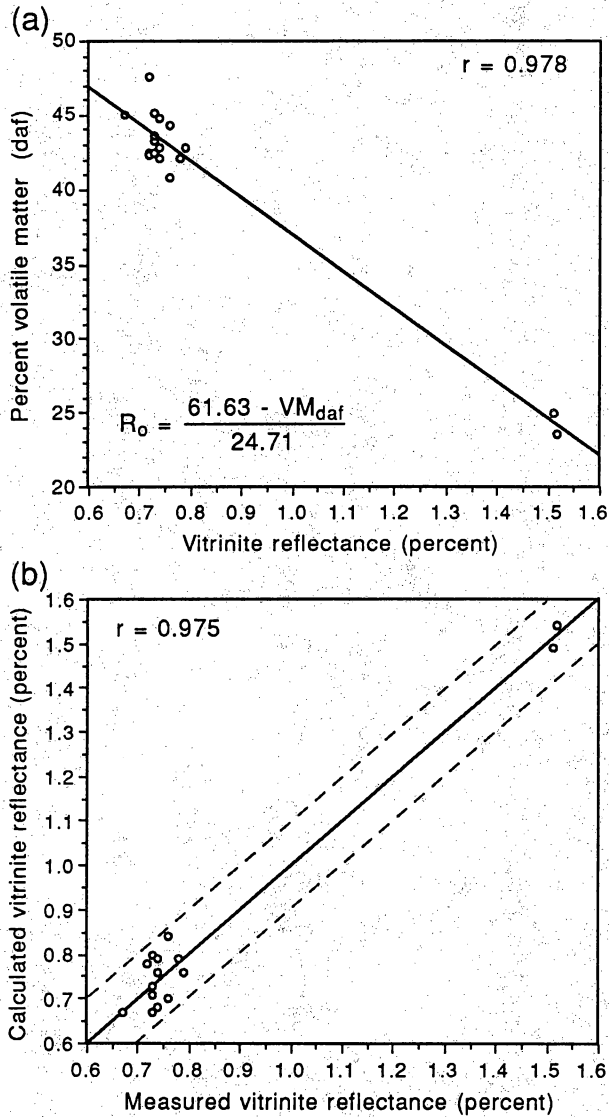 (a)
50
45
40
35
30
25
20
Percent volatile matter (daf)
r = 0.978
R₀ = 61.63 - VMdaf
24.71
0.6 0.7 0.8 0.9 1.0 1.1 1.2 1.3 1.4 1.5 1.6
Vitrinite reflectance (percent)
(b)
1.6
1.5
1.4
1.3
1.2
1.1
1.0
0.9
0.8
0.7
0.6
Calculated vitrinite reflectance (percent)
r = 0.975
0.6 0.7 0.8 0.9 1.0 1.1 1.2 1.3 1.4 1.5 1.6
Measured vitrinite reflectance (percent)